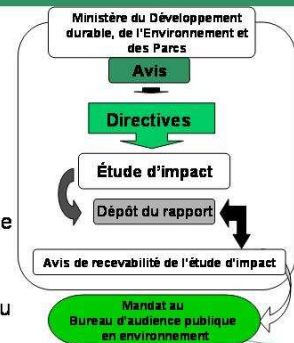 Ministère du Développement
durable, de l'Environnement et
des Parcs
Avis
Directives
Étude d'impact
Dépôt du rapport
e
Avis de recevabilité de l'étude d'impact
u
Mandat au
Bureau d'audience publique
en environnement